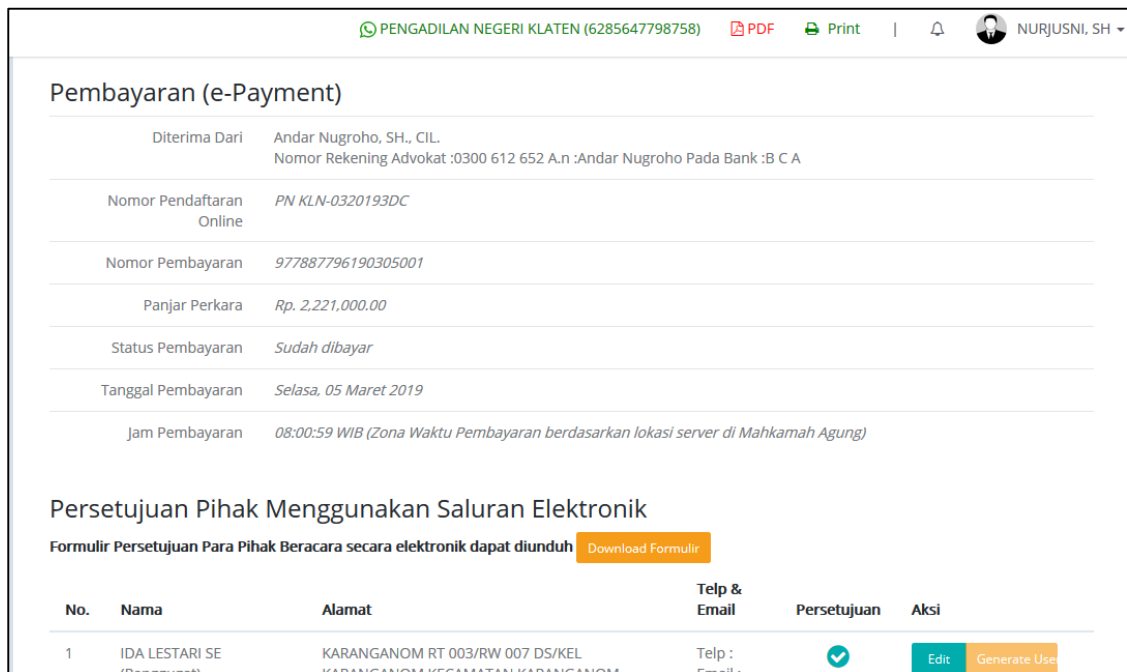 PENGADILAN NEGERI KLATEN (6285647798758) PDF Print | NURJUSNI, SH
Pembayaran (e-Payment)
Diterima Dari Andar Nugroho, SH., CIL.
Nomor Rekening Advokat :0300 612 652 A.n :Andar Nugroho Pada Bank :B C A
Nomor Pendaftaran Online PN KLN-0320193DC
Nomor Pembayaran 977887796190305001
Panjar Perkara Rp. 2,221,000.00
Status Pembayaran Sudah dibayar
Tanggal Pembayaran Selasa, 05 Maret 2019
Jam Pembayaran 08:00:59 WIB (Zona Waktu Pembayaran berdasarkan lokasi server di Mahkamah Agung)
Persetujuan Pihak Menggunakan Saluran Elektronik
Formulir Persetujuan Para Pihak Beracara secara elektronik dapat diunduh Download Formulir
No. Nama Alamat Telp & Email Persetujuan Aksi
1 IDA LESTARI SE KARANGANOM RT 003/RW 007 DS/KEL Telp : Edit Generate User
(Penggugat) KARANGANOM KECAMATAN KARANGANOM Email :